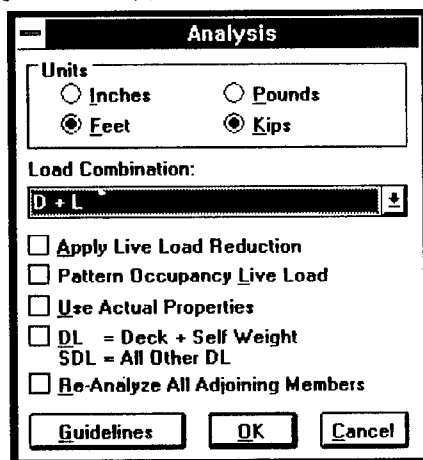 Analysis
Units
Inches Pounds
Feet Kips
Load Combination:
D + L
Apply Live Load Reduction
Pattern Occupancy Live Load
Use Actual Properties
DL = Deck + Self Weight
SDL = All Other DL
Re-Analyze All Adjoining Members
Guidelines OK Cancel